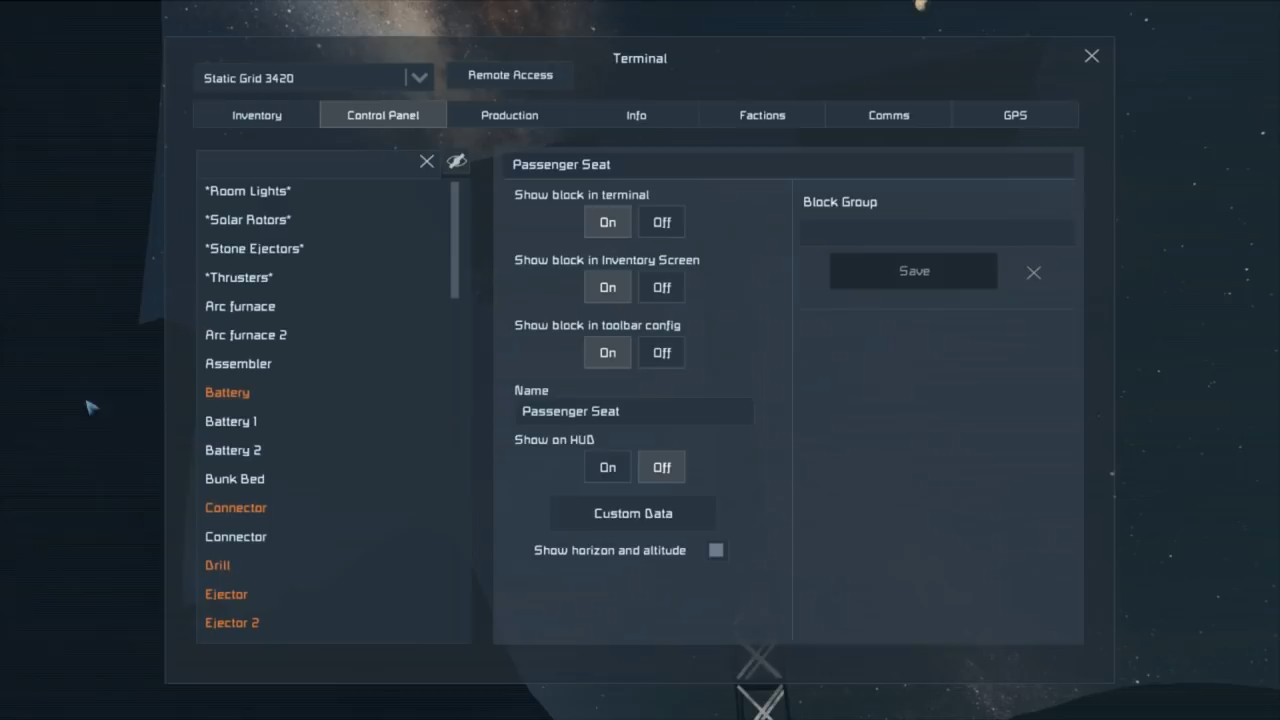 Terminal
Static Grid 3420
Remote Access
Inventory
Control Panel
Production
Info
Factions
Comms
GPS
*Room Lights*
*Solar Rotors*
*Stone Ejectors*
*Thrusters*
Arc furnace
Arc furnace 2
Assembler
Battery
Battery 1
Battery 2
Bunk Bed
Connector
Connector
Drill
Ejector
Ejector 2
Passenger Seat
Show block in terminal
On Off
Show block in Inventory Screen
On Off
Show block in toolbar config
On Off
Name
Passenger Seat
Show on HUD
On Off
Custom Data
Show horizon and altitude
Block Group
Save